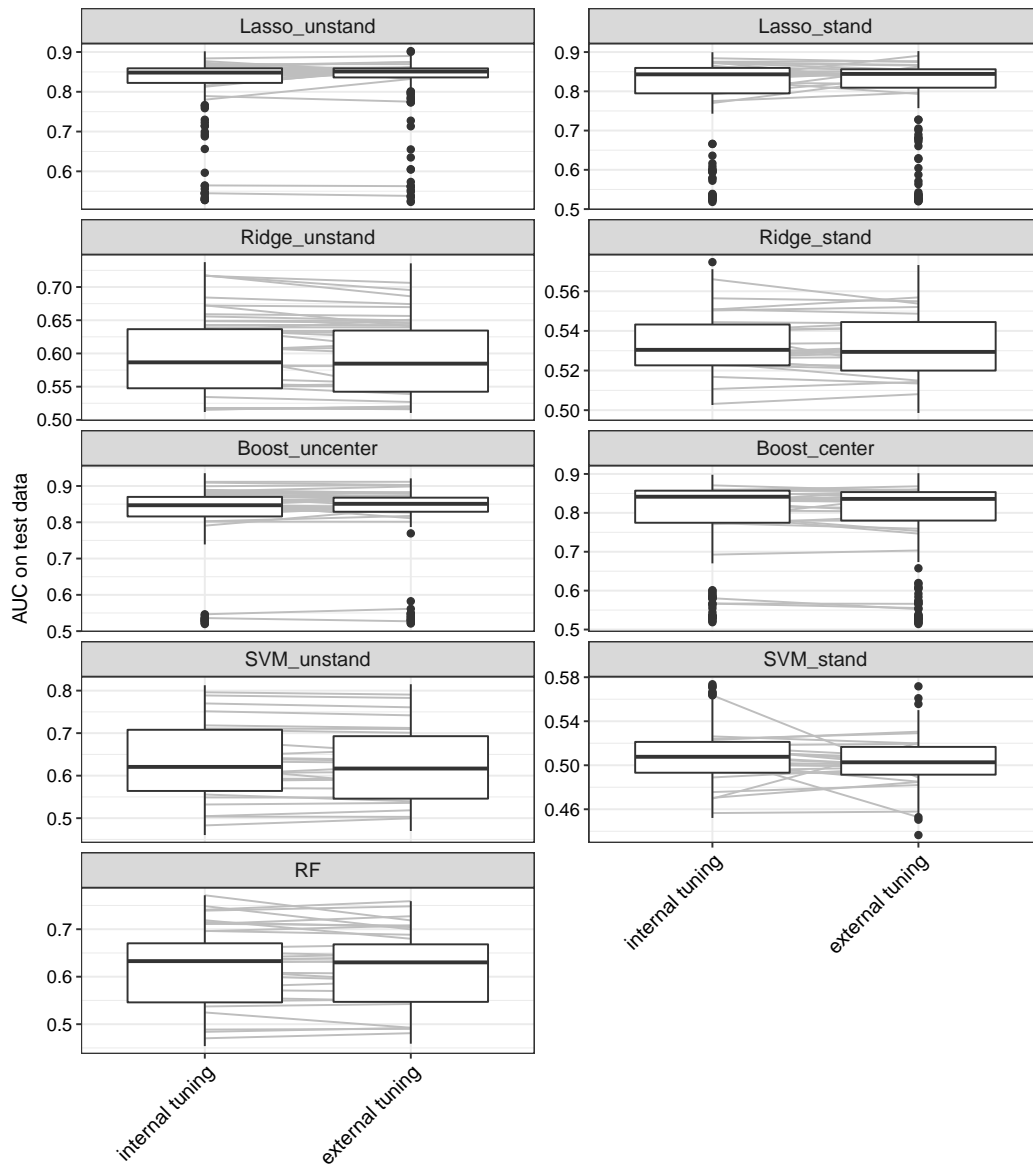 Lasso_unstand
Lasso_stand
0.9
0.8
0.7
0.6
0.9
0.8
0.7
0.6
0.5
Ridge_unstand
Ridge_stand
0.70
0.65
0.60
0.55
0.50
0.56
0.54
0.52
0.50
Boost_uncenter
Boost_center
0.9
0.8
0.7
0.6
0.5
0.9
0.8
0.7
0.6
0.5
AUC on test data
SVM_unstand
SVM_stand
0.8
0.7
0.6
0.5
0.58
0.54
0.50
0.46
RF
0.7
0.6
0.5
internal tuning
external tuning
internal tuning
external tuning